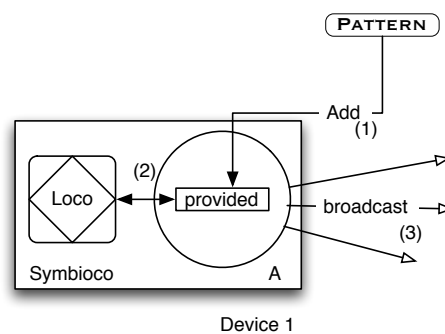 PATTERN
Add
(1)
(2)
Loco
provided
broadcast
(3)
Symbioco
A
Device 1